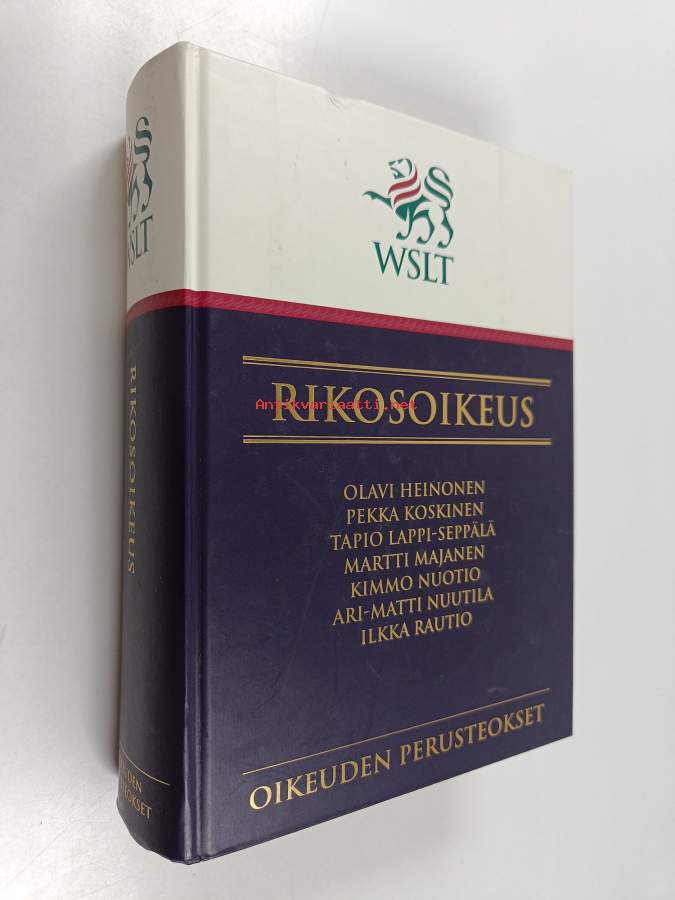 WSLT
RIKOSOIKEUS
Antikvariaatti.net
OLAVI HEINONEN
PEKKA KOSKINEN
TAPIO LAPPI-SEPPÄLÄ
MARTTI MAJANEN
KIMMO NUOTIO
ARI-MATTI NUUTILA
ILKKA RAUTIO
OIKEUDEN PERUSTEOKSET
WSLT
RIKOSOIKEUS